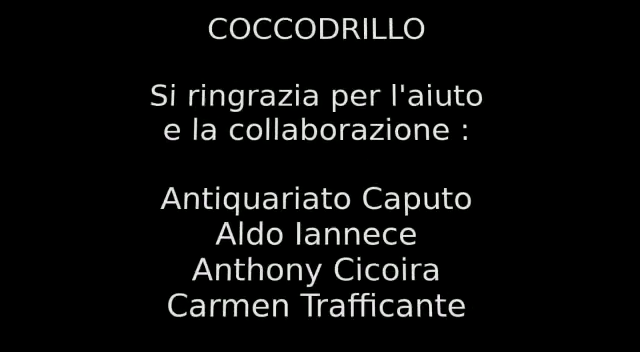 COCCODRILLO
Si ringrazia per l'aiuto
e la collaborazione :
Antiquariato Caputo
Aldo Iannece
Anthony Cicoira
Carmen Trafficante